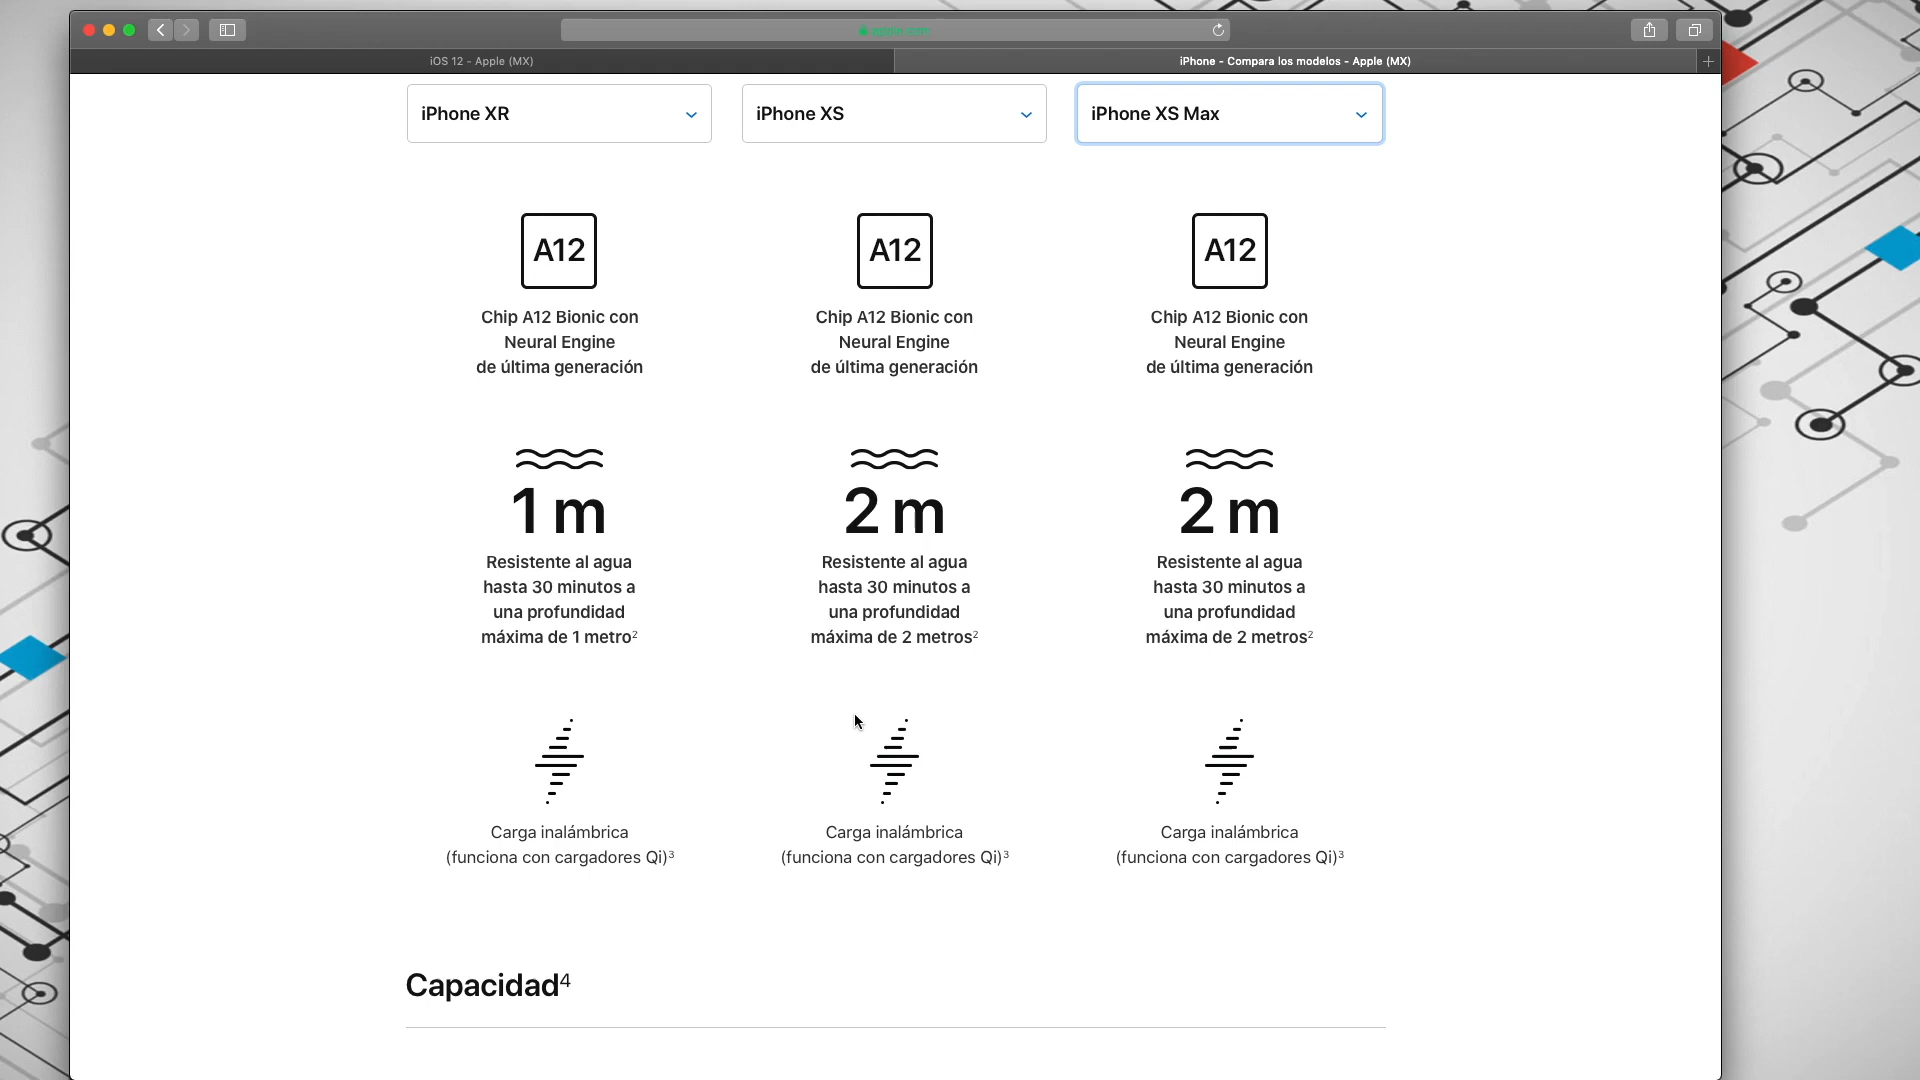 apple.com
iOS 12 - Apple (MX)
iPhone - Compara los modelos - Apple (MX)
iPhone XR
iPhone XS
iPhone XS Max
A12
A12
A12
Chip A12 Bionic con
Neural Engine
de última generación
Chip A12 Bionic con
Neural Engine
de última generación
Chip A12 Bionic con
Neural Engine
de última generación
1 m
2 m
2 m
Resistente al agua
hasta 30 minutos a
una profundidad
máxima de 1 metro²
Resistente al agua
hasta 30 minutos a
una profundidad
máxima de 2 metros²
Resistente al agua
hasta 30 minutos a
una profundidad
máxima de 2 metros²
Carga inalámbrica
(funciona con cargadores Qi)³
Carga inalámbrica
(funciona con cargadores Qi)³
Carga inalámbrica
(funciona con cargadores Qi)³
Capacidad⁴